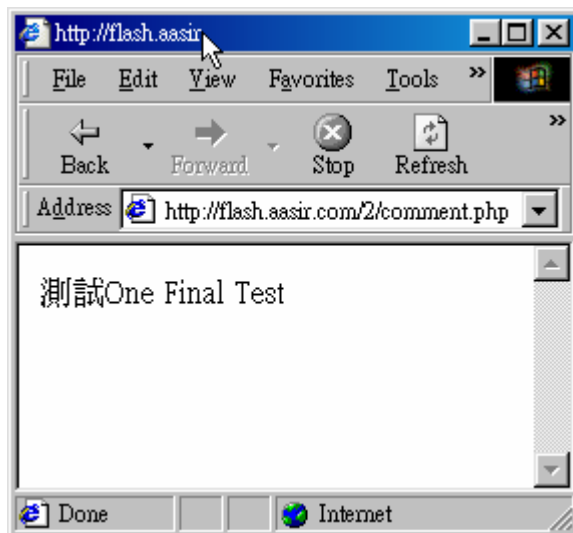 http://flash.aasir
File Edit View Favorites Tools »
Back Forward Stop Refresh »
Address http://flash.aasir.com/2/comment.php
測試One Final Test
Done Internet